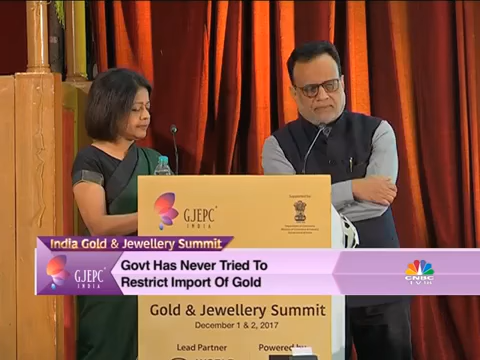 GJEPC
INDIA
India Gold & Jewellery Summit
GJEPC
INDIA
Govt Has Never Tried To
Restrict Import Of Gold
CNBC
TV18
Gold & Jewellery Summit
December 1 & 2, 2017
Lead Partner
Powered by